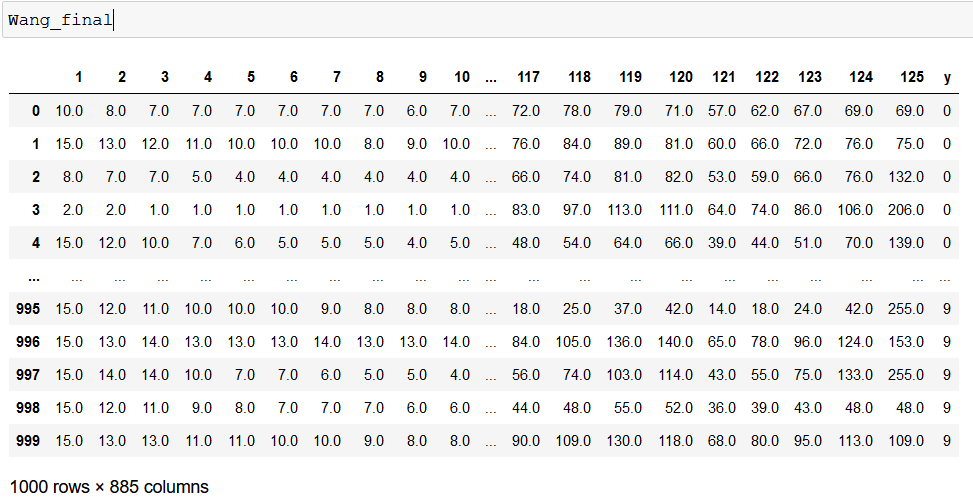 Wang_final
1 2 3 4 5 6 7 8 9 10 ... 117 118 119 120 121 122 123 124 125 y
0 10.0 8.0 7.0 7.0 7.0 7.0 7.0 7.0 6.0 7.0 ... 72.0 78.0 79.0 71.0 57.0 62.0 67.0 69.0 69.0 0
1 15.0 13.0 12.0 11.0 10.0 10.0 10.0 8.0 9.0 10.0 ... 76.0 84.0 89.0 81.0 60.0 66.0 72.0 76.0 75.0 0
2 8.0 7.0 7.0 5.0 4.0 4.0 4.0 4.0 4.0 4.0 ... 66.0 74.0 81.0 82.0 53.0 59.0 66.0 76.0 132.0 0
3 2.0 2.0 1.0 1.0 1.0 1.0 1.0 1.0 1.0 1.0 ... 83.0 97.0 113.0 111.0 64.0 74.0 86.0 106.0 206.0 0
4 15.0 12.0 10.0 7.0 6.0 5.0 5.0 5.0 4.0 5.0 ... 48.0 54.0 64.0 66.0 39.0 44.0 51.0 70.0 139.0 0
... ... ... ... ... ... ... ... ... ... ... ... ... ... ... ... ... ... ... ... ... ...
995 15.0 12.0 11.0 10.0 10.0 10.0 9.0 8.0 8.0 8.0 ... 18.0 25.0 37.0 42.0 14.0 18.0 24.0 42.0 255.0 9
996 15.0 13.0 14.0 13.0 13.0 13.0 14.0 13.0 13.0 14.0 ... 84.0 105.0 136.0 140.0 65.0 78.0 96.0 124.0 153.0 9
997 15.0 14.0 14.0 10.0 7.0 7.0 6.0 5.0 5.0 4.0 ... 56.0 74.0 103.0 114.0 43.0 55.0 75.0 133.0 255.0 9
998 15.0 12.0 11.0 9.0 8.0 7.0 7.0 7.0 6.0 6.0 ... 44.0 48.0 55.0 52.0 36.0 39.0 43.0 48.0 48.0 9
999 15.0 13.0 13.0 11.0 11.0 10.0 10.0 9.0 8.0 8.0 ... 90.0 109.0 130.0 118.0 68.0 80.0 95.0 113.0 109.0 9
1000 rows × 885 columns